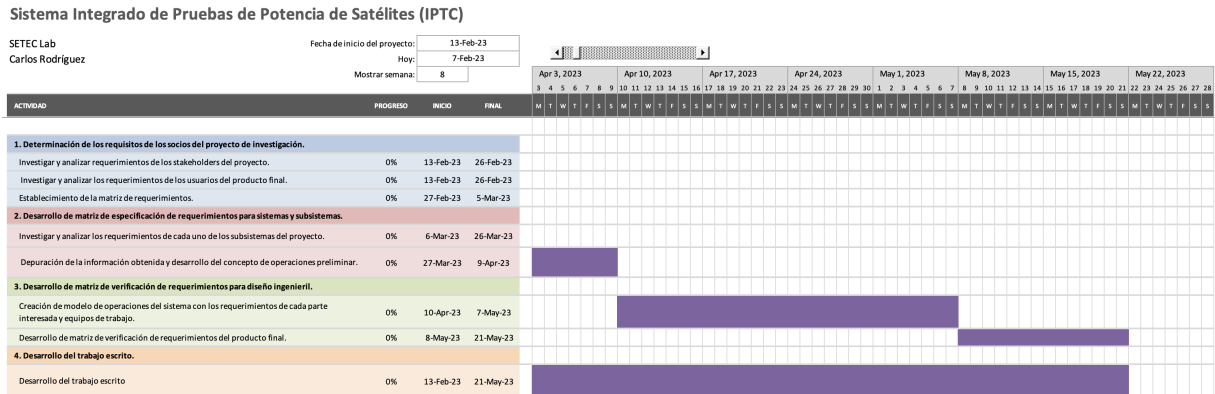 Sistema Integrado de Pruebas de Potencia de Satélites (IPTC)
SETEC Lab
Carlos Rodríguez
Fecha de inicio del proyecto: 13-Feb-23
Hoy: 7-Feb-23
Mostrar semana: 8
Apr 3, 2023 Apr 10, 2023 Apr 17, 2023 Apr 24, 2023 May 1, 2023 May 8, 2023 May 15, 2023 May 22, 2023
3 4 5 6 7 8 9 10 11 12 13 14 15 16 17 18 19 20 21 22 23 24 25 26 27 28 29 30 1 2 3 4 5 6 7 8 9 10 11 12 13 14 15 16 17 18 19 20 21 22 23 24 25 26 27 28
ACTIVIDAD PROGRESO INICIO FINAL M T W T F S S M T W T F S S M T W T F S S M T W T F S S M T W T F S S M T W T F S S M T W T F S S M T W T F S S
1. Determinación de los requisitos de los socios del proyecto de investigación.
Investigar y analizar requerimientos de los stakeholders del proyecto. 0% 13-Feb-23 26-Feb-23
Investigar y analizar los requerimientos de los usuarios del producto final. 0% 13-Feb-23 26-Feb-23
Establecimiento de la matriz de requerimientos. 0% 27-Feb-23 5-Mar-23
2. Desarrollo de matriz de especificación de requerimientos para sistemas y subsistemas.
Investigar y analizar los requerimientos de cada uno de los subsistemas del proyecto. 0% 6-Mar-23 26-Mar-23
Depuración de la información obtenida y desarrollo del concepto de operaciones preliminar. 0% 27-Mar-23 9-Apr-23
3. Desarrollo de matriz de verificación de requerimientos para diseño ingenieril.
Creación de modelo de operaciones del sistema con los requerimientos de cada parte
interesada y equipos de trabajo. 0% 10-Apr-23 7-May-23
Desarrollo de matriz de verificación de requerimientos del producto final. 0% 8-May-23 21-May-23
4. Desarrollo del trabajo escrito.
Desarrollo del trabajo escrito 0% 13-Feb-23 21-May-23